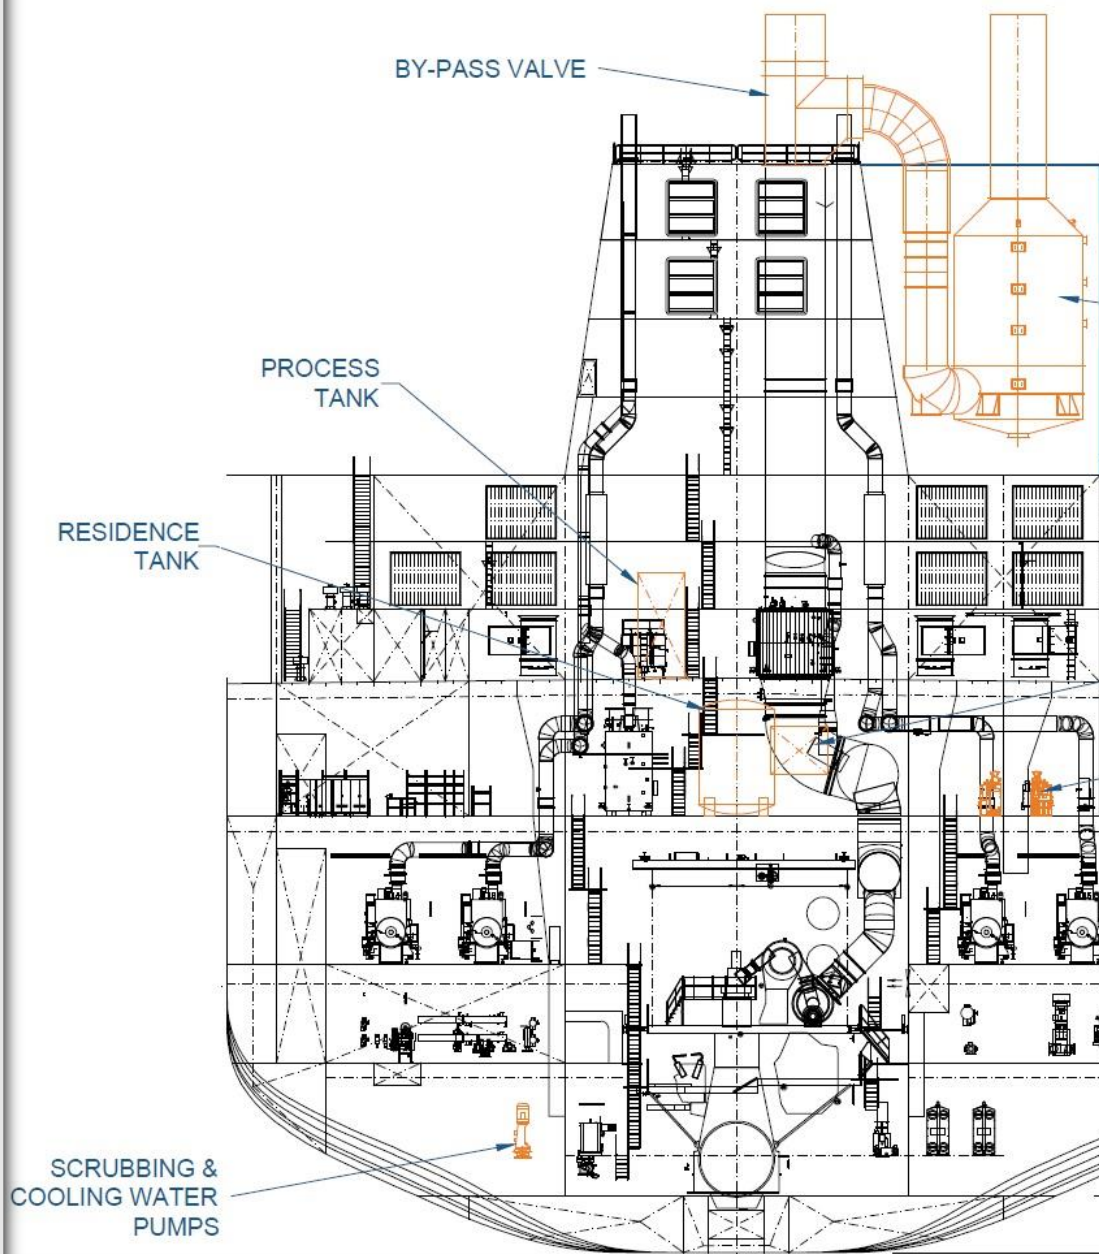 BY-PASS VALVE
PROCESS
TANK
RESIDENCE
TANK
SCRUBBING &
COOLING WATER
PUMPS